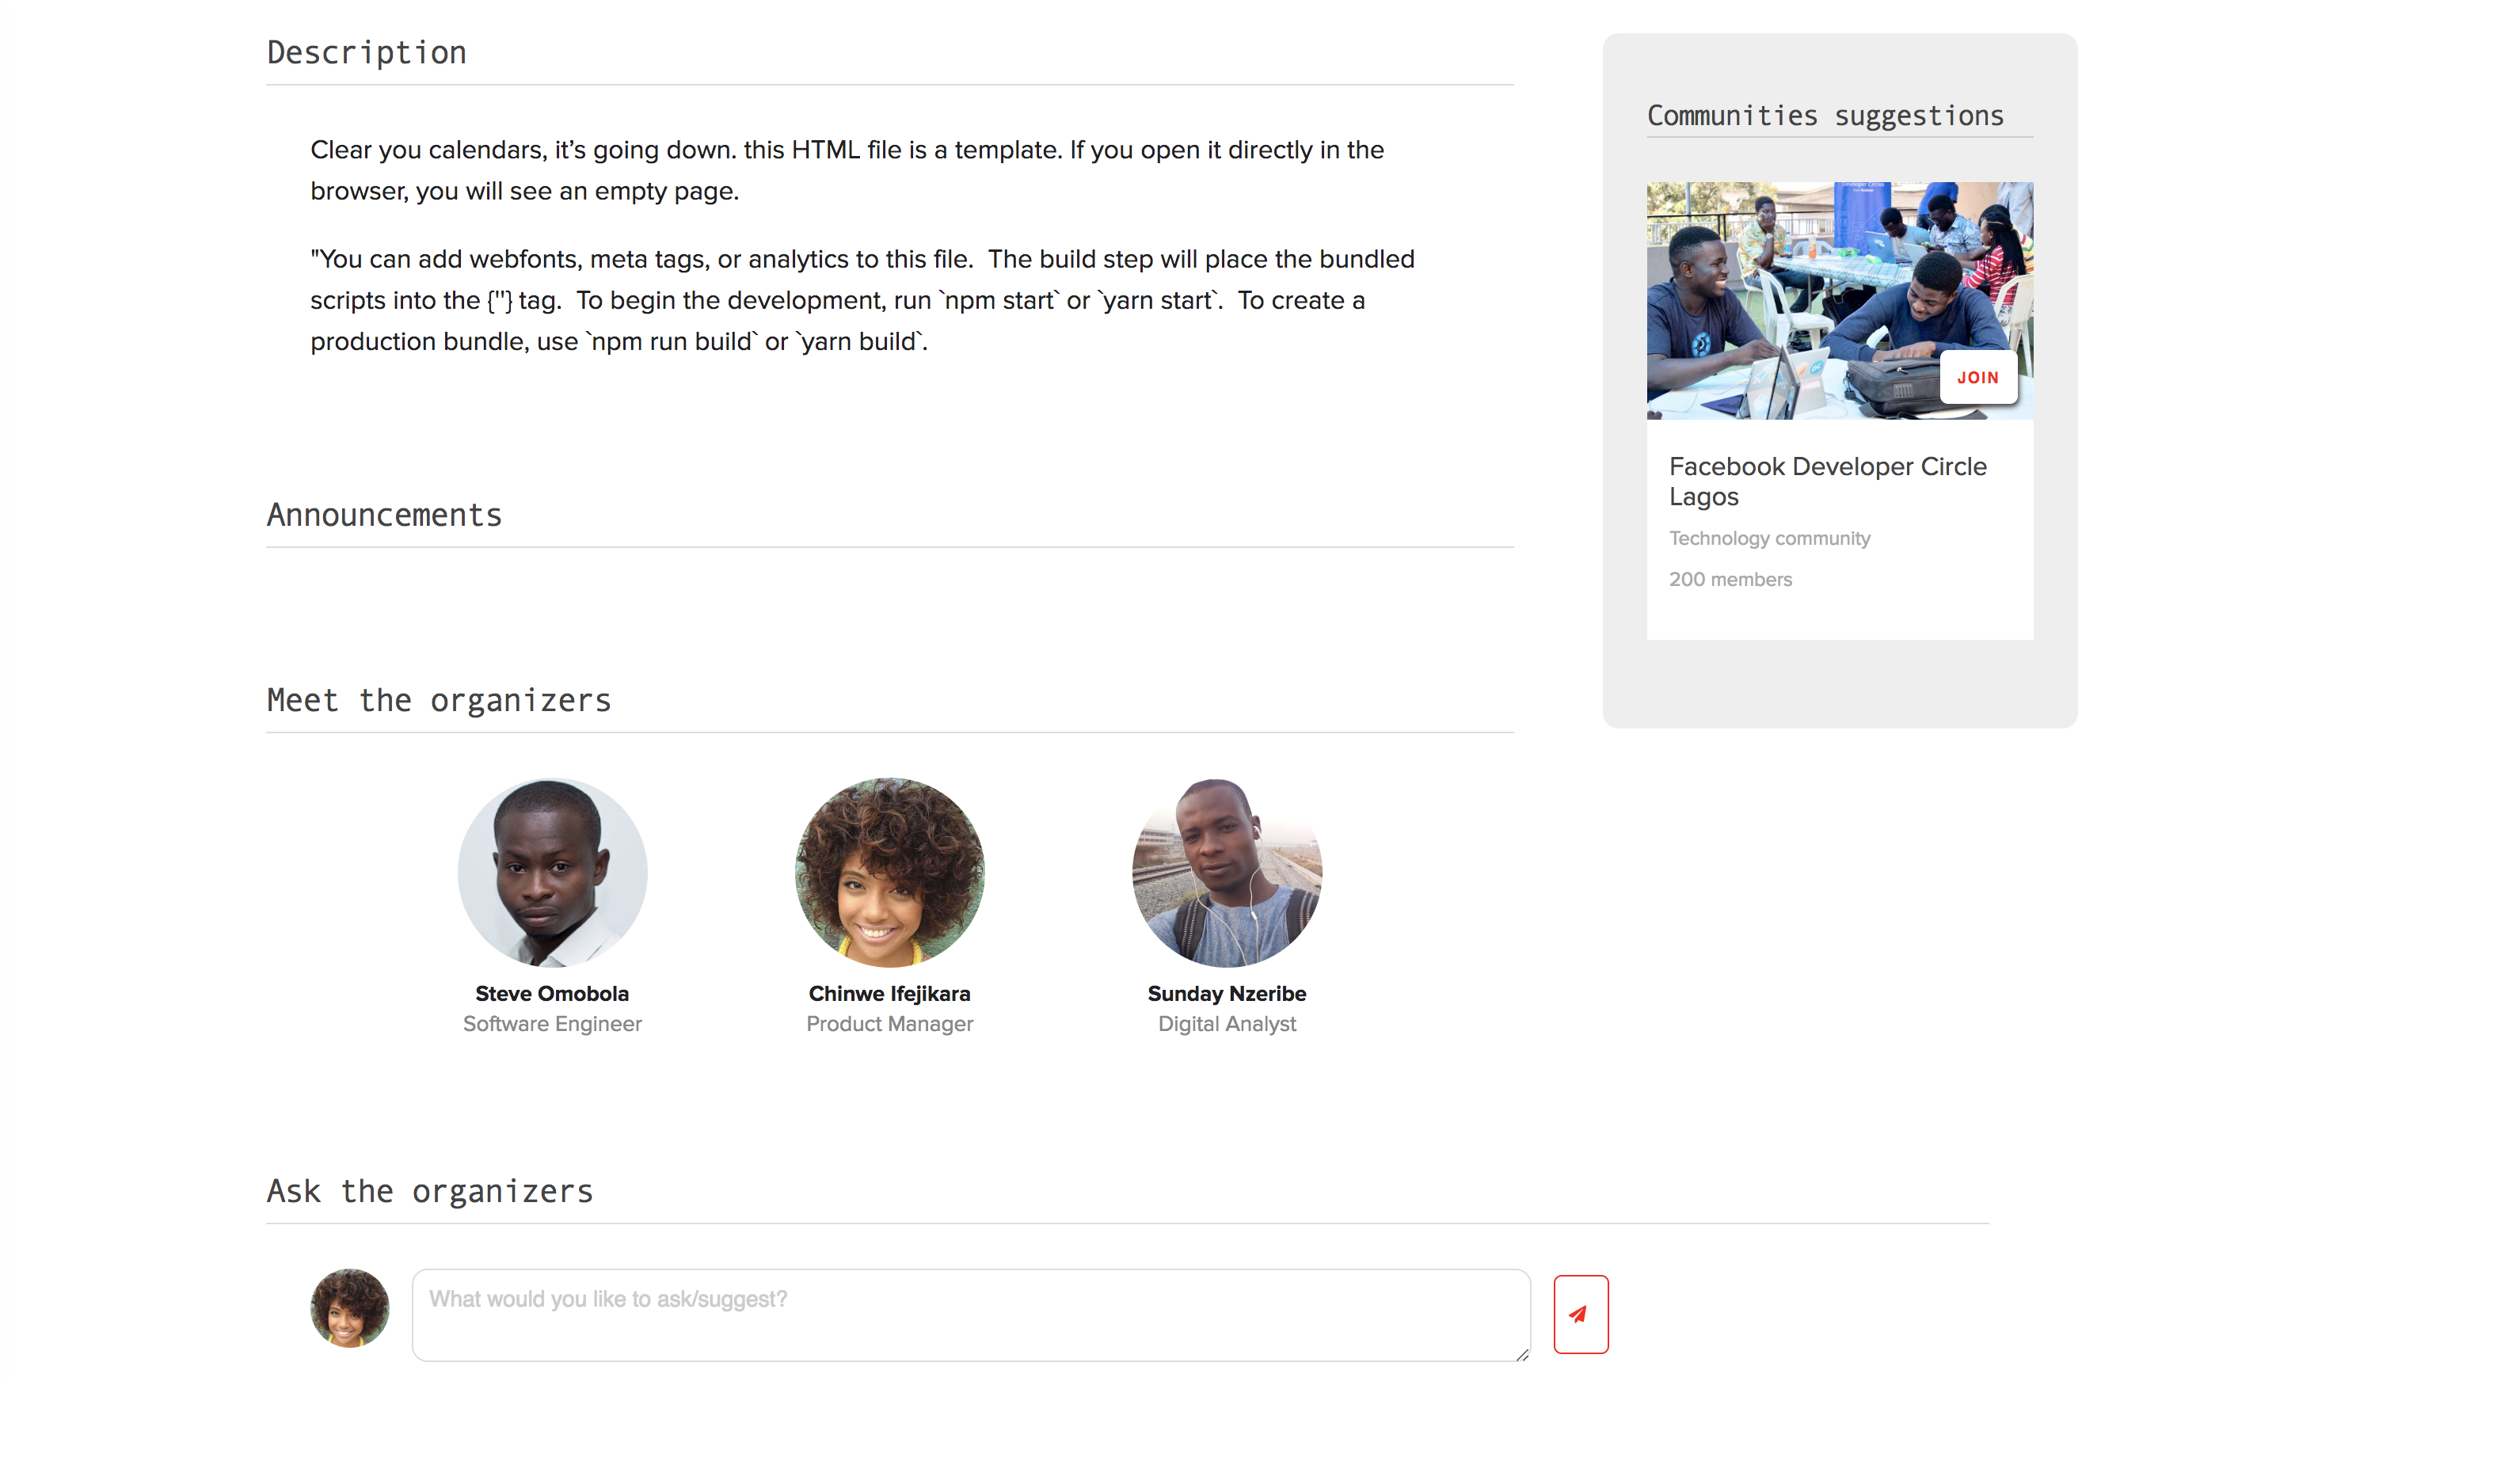 Description
Clear you calendars, it’s going down. this HTML file is a template. If you open it directly in the
browser, you will see an empty page.
"You can add webfonts, meta tags, or analytics to this file.  The build step will place the bundled
scripts into the {''} tag.  To begin the development, run `npm start` or `yarn start`.  To create a
production bundle, use `npm run build` or `yarn build`.
Announcements
Meet the organizers
Steve Omobola
Software Engineer
Chinwe Ifejikara
Product Manager
Sunday Nzeribe
Digital Analyst
Ask the organizers
What would you like to ask/suggest?
Communities suggestions
Developer Circles
JOIN
Facebook Developer Circle
Lagos
Technology community
200 members